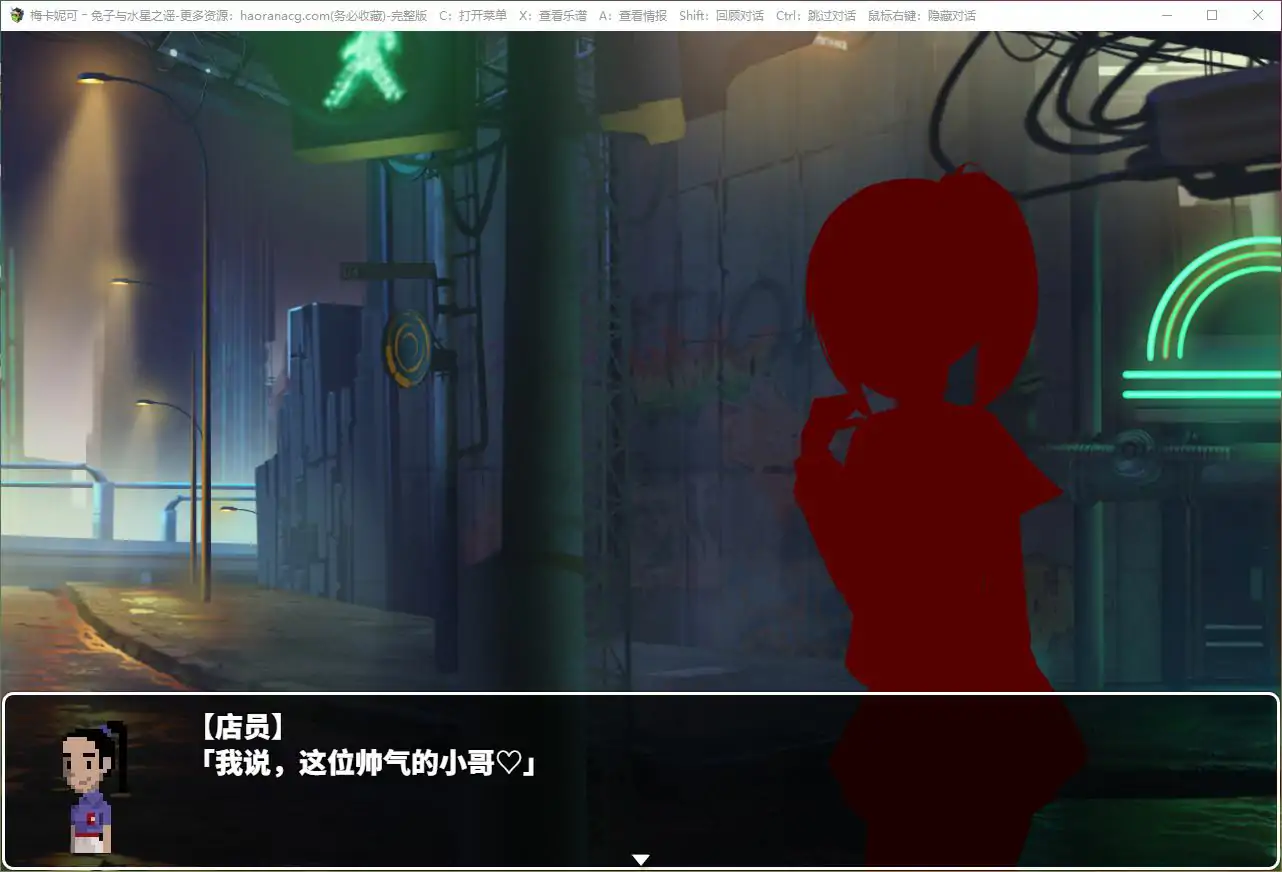 梅卡妮可 - 兔子与水星之谣-更多资源：haoranacg.com(务必收藏)-完整版 C：打开菜单 X：查看乐谱 A：查看情报 Shift：回顾对话 Ctrl：跳过对话 鼠标右键：隐藏对话
【店员】
「我说，这位帅气的小哥♡」